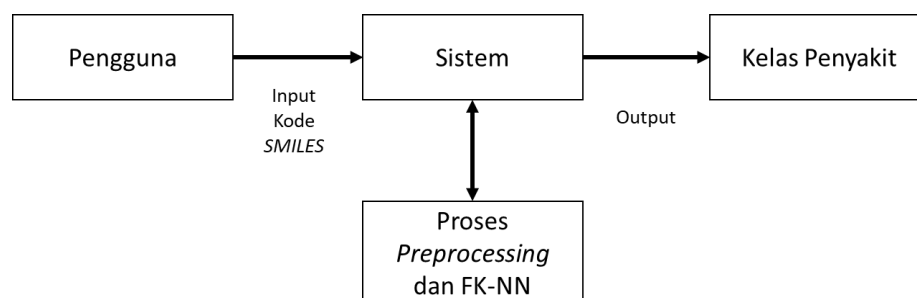 Pengguna
Sistem
Kelas Penyakit
Input
Kode
SMILES
Output
Proses
Preprocessing
dan FK-NN